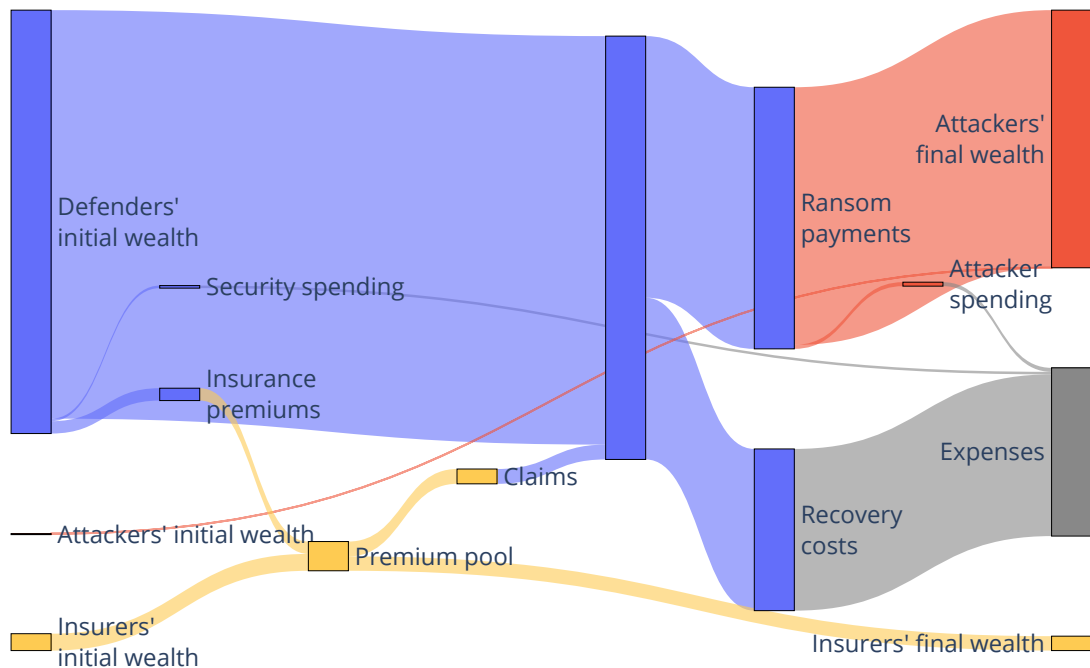 Defenders'
initial wealth
Security spending
Insurance
premiums
Attackers' initial wealth
Insurers'
initial wealth
Premium pool
Claims
Ransom
payments
Recovery
costs
Attackers'
final wealth
Attacker
spending
Expenses
Insurers' final wealth